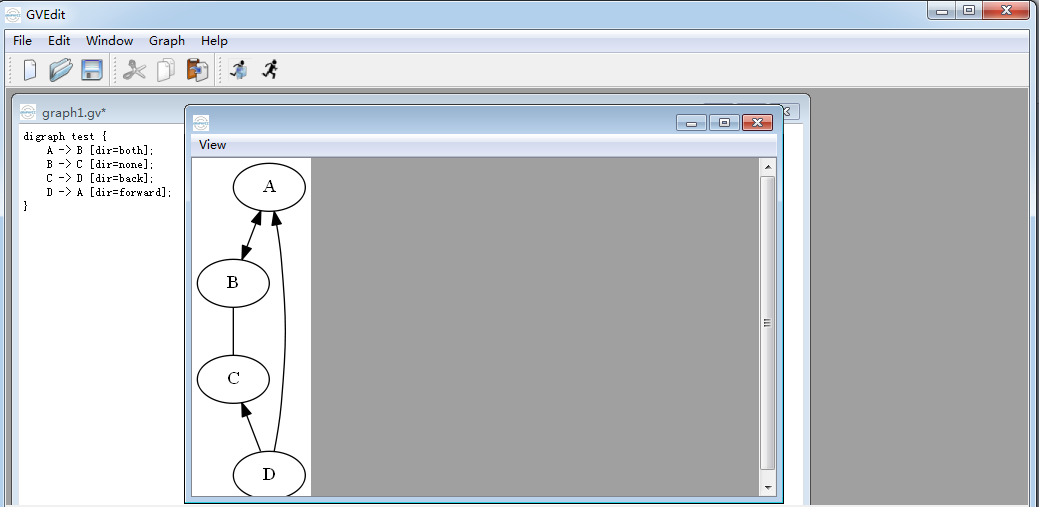 GVEdit
File Edit Window Graph Help
graph1.gv*
digraph test {
    A -> B [dir=both];
    B -> C [dir=none];
    C -> D [dir=back];
    D -> A [dir=forward];
}
View
A
B
C
D